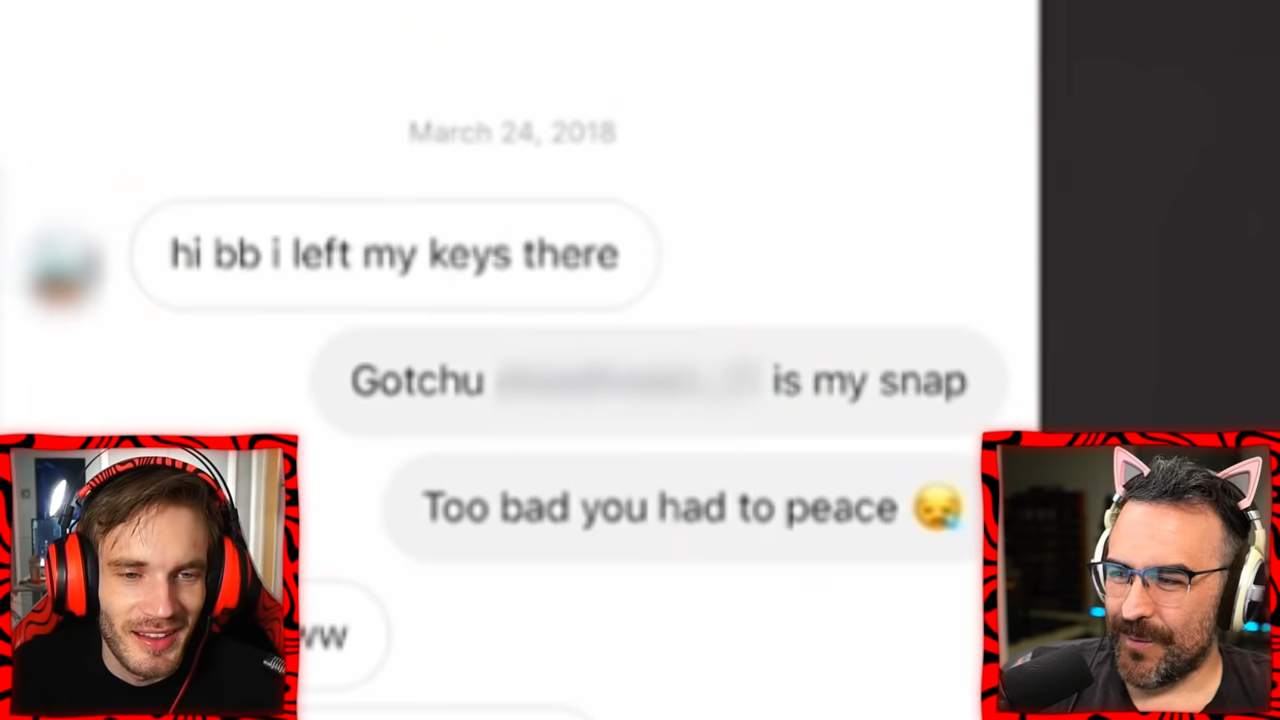 March 24, 2018
hi bb i left my keys there
Gotchu is my snap
Too bad you had to peace 😪
ww